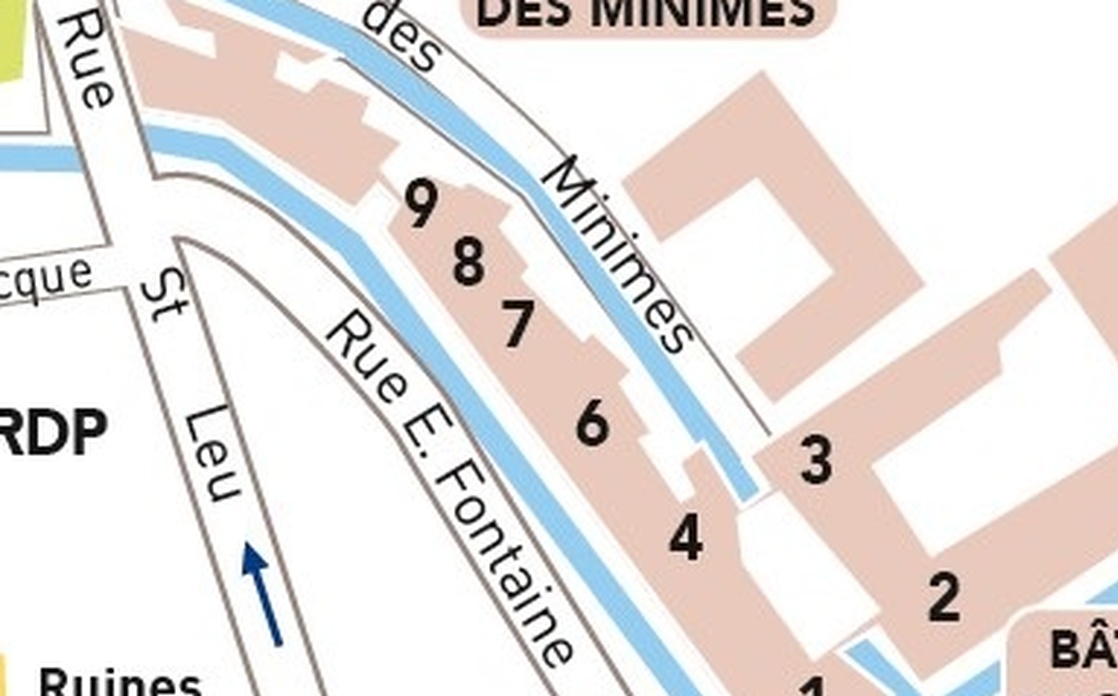 DES MINIMES
Rue
des
Minimes
9
8
cque
St
7
Rue E. Fontaine
6
RDP
Leu
3
4
2
BÂ
Ruines
1